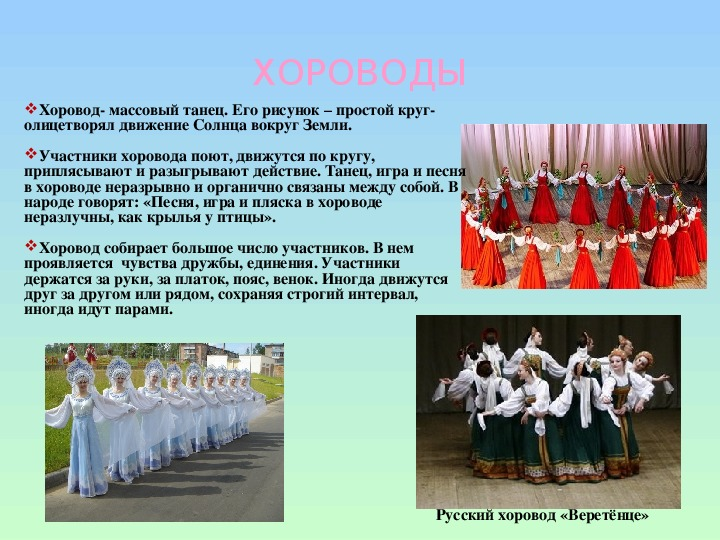 ХОРОВОДЫ
❖Хоровод- массовый танец. Его рисунок – простой круг-
олицетворял движение Солнца вокруг Земли.
❖Участники хоровода поют, движутся по кругу,
приплясывают и разыгрывают действие. Танец, игра и песня
в хороводе неразрывно и органично связаны между собой. В
народе говорят: «Песня, игра и пляска в хороводе
неразлучны, как крылья у птицы».
❖Хоровод собирает большое число участников. В нем
проявляется чувства дружбы, единения. Участники
держатся за руки, за платок, пояс, венок. Иногда движутся
друг за другом или рядом, сохраняя строгий интервал,
иногда идут парами.
Русский хоровод «Веретёнце»